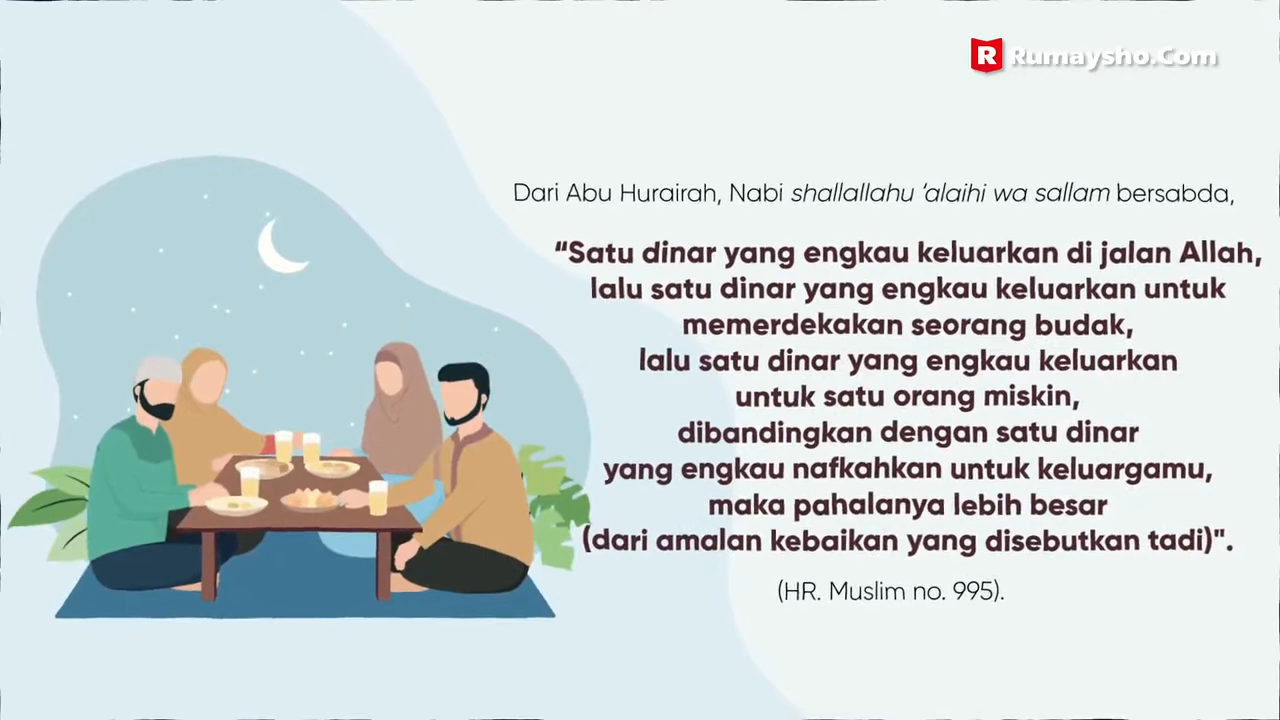 R Rumaysho.Com
Dari Abu Hurairah, Nabi shallallahu 'alaihi wa sallam bersabda,
“Satu dinar yang engkau keluarkan di jalan Allah,
lalu satu dinar yang engkau keluarkan untuk
memerdekakan seorang budak,
lalu satu dinar yang engkau keluarkan
untuk satu orang miskin,
dibandingkan dengan satu dinar
yang engkau nafkahkan untuk keluargamu,
maka pahalanya lebih besar
(dari amalan kebaikan yang disebutkan tadi)".
(HR. Muslim no. 995).